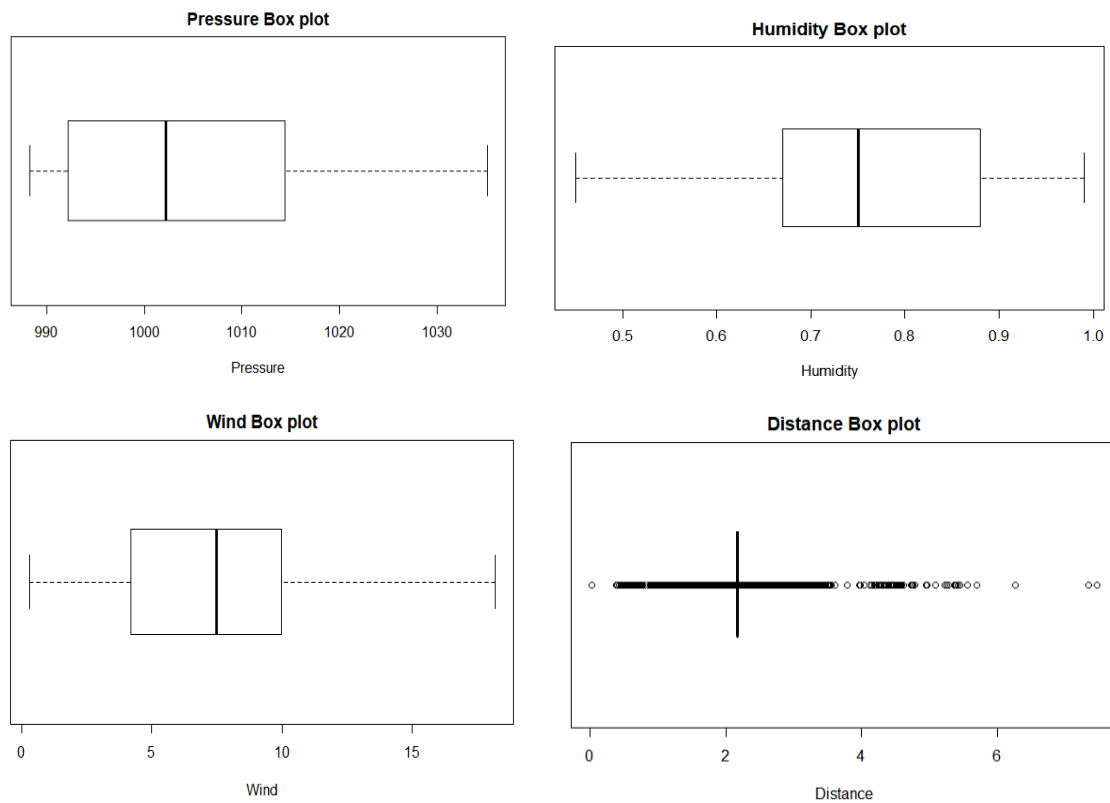 Pressure Box plot
990 1000 1010 1020 1030
Pressure
Humidity Box plot
0.5 0.6 0.7 0.8 0.9 1.0
Humidity
Wind Box plot
0 5 10 15
Wind
Distance Box plot
0 2 4 6
Distance